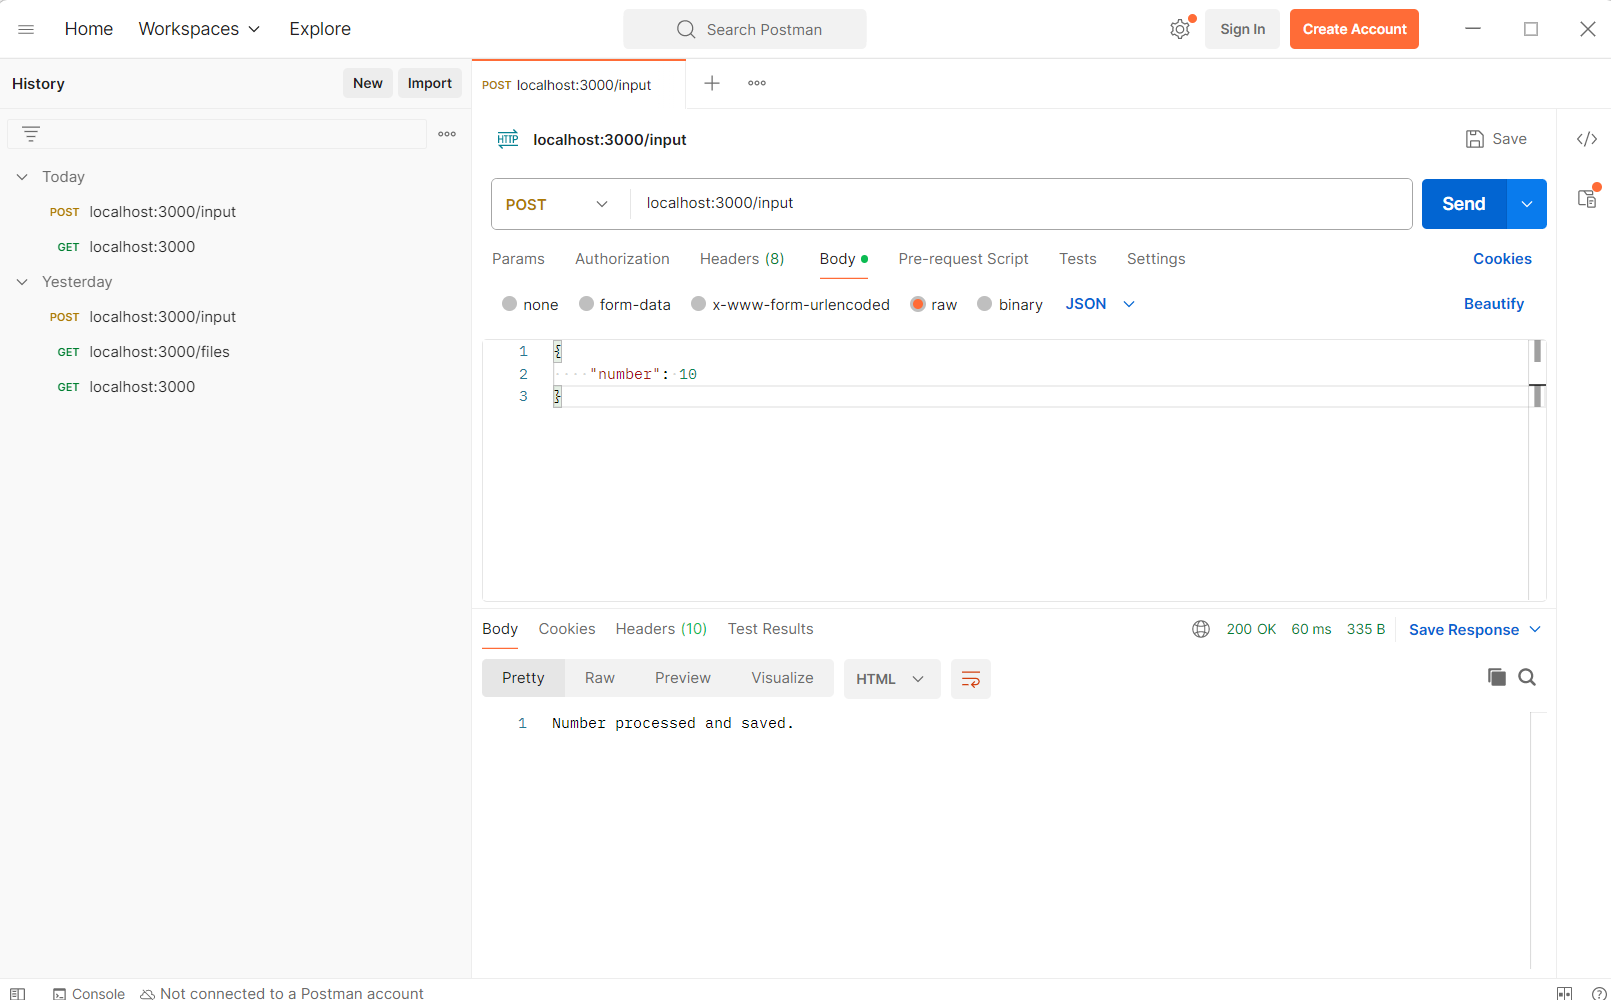 Home Workspaces Explore Search Postman Sign In Create Account
History New Import
POST localhost:3000/input
HTTP localhost:3000/input Save
Today
POST localhost:3000/input
GET localhost:3000
Yesterday
POST localhost:3000/input
GET localhost:3000/files
GET localhost:3000
POST localhost:3000/input Send
Params Authorization Headers (8) Body Pre-request Script Tests Settings Cookies
none form-data x-www-form-urlencoded raw binary JSON Beautify
1 {
2 "number": 10
3 }
Body Cookies Headers (10) Test Results 200 OK 60 ms 335 B Save Response
Pretty Raw Preview Visualize HTML
1 Number processed and saved.
Console Not connected to a Postman account